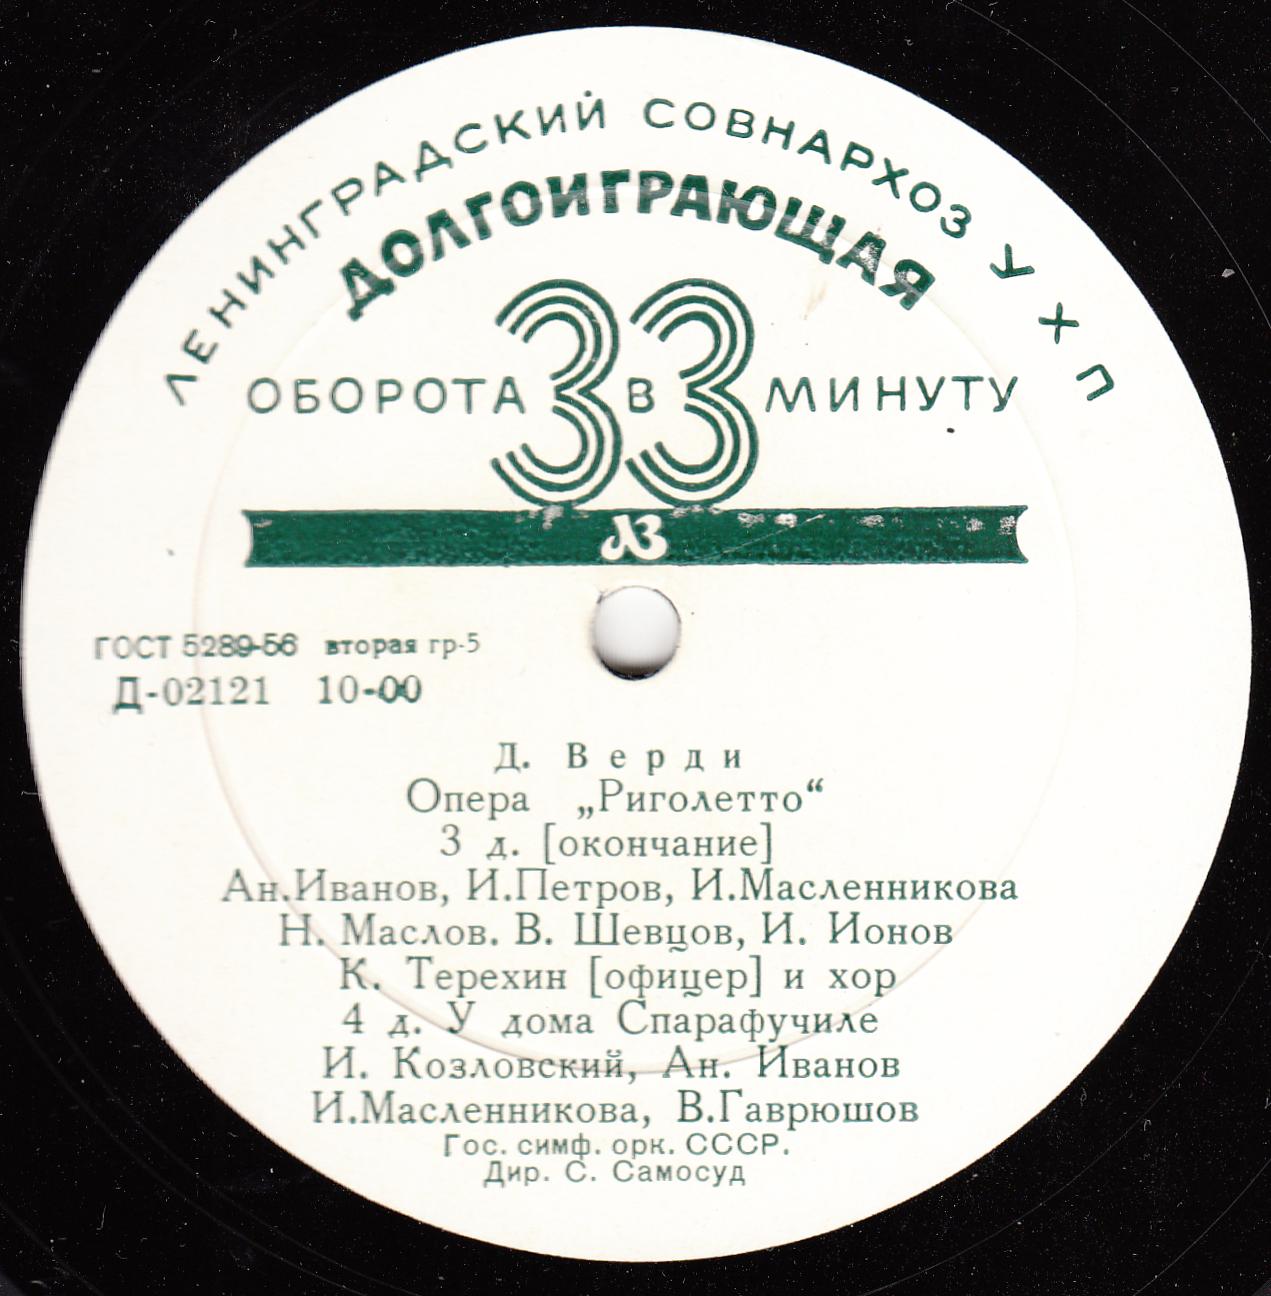 ЛЕНИНГРАДСКИЙ СОВНАРХОЗ УХП
ДОЛГОИГРАЮЩАЯ
33
ОБОРОТА В МИНУТУ
ЛЗ
ГОСТ 5289-56 вторая гр-5
Д-02121 10-00
Д. Верди
Опера „Риголетто“
3 д. [окончание]
Ан.Иванов, И.Петров, И.Масленникова
Н. Маслов. В. Шевцов, И. Ионов
К. Терехин [офицер] и хор
4 д. У дома Спарафучиле
И. Козловский, Ан. Иванов
И.Масленникова, В.Гаврюшов
Гос. симф. орк. СССР.
Дир. С. Самосуд